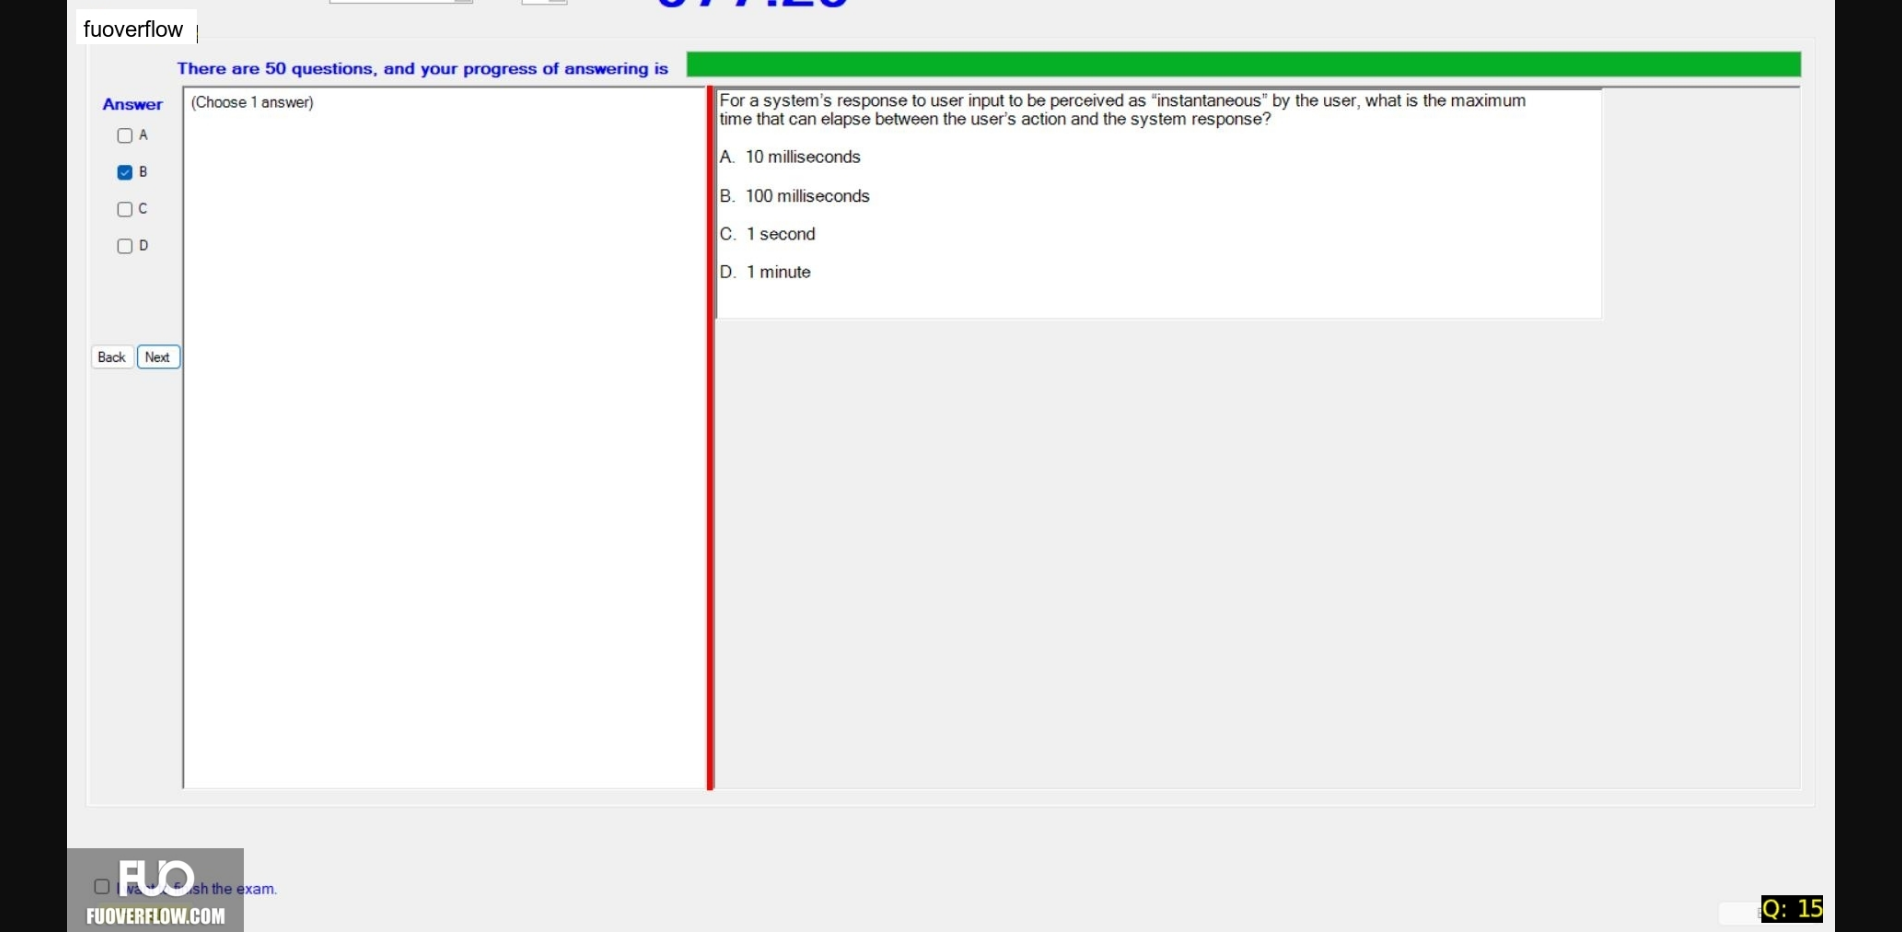 fuoverflow
There are 50 questions, and your progress of answering is
Answer
(Choose 1 answer)
A
B
C
D
Back Next
For a system's response to user input to be perceived as “instantaneous” by the user, what is the maximum
time that can elapse between the user's action and the system response?
A. 10 milliseconds
B. 100 milliseconds
C. 1 second
D. 1 minute
FUO
the exam.
FUOVERFLOW.COM
Q: 15